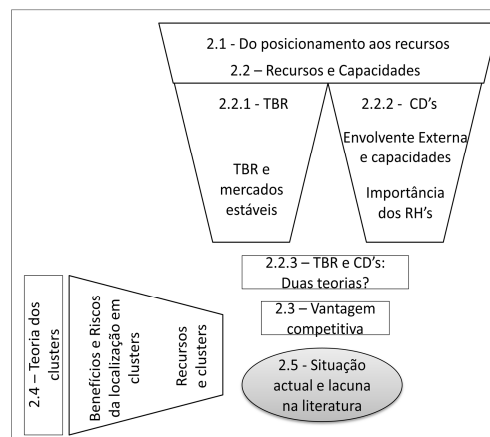 2.1 - Do posicionamento aos recursos
2.2 – Recursos e Capacidades
2.2.1 - TBR
TBR e
mercados
estáveis
2.2.2 - CD's
Envolvente Externa
e capacidades
Importância
dos RH's
2.2.3 – TBR e CD's:
Duas teorias?
2.3 – Vantagem
competitiva
2.4 – Teoria dos
clusters
Benefícios e Riscos
da localização em
clusters
Recursos
e clusters
2.5 - Situação
actual e lacuna
na literatura